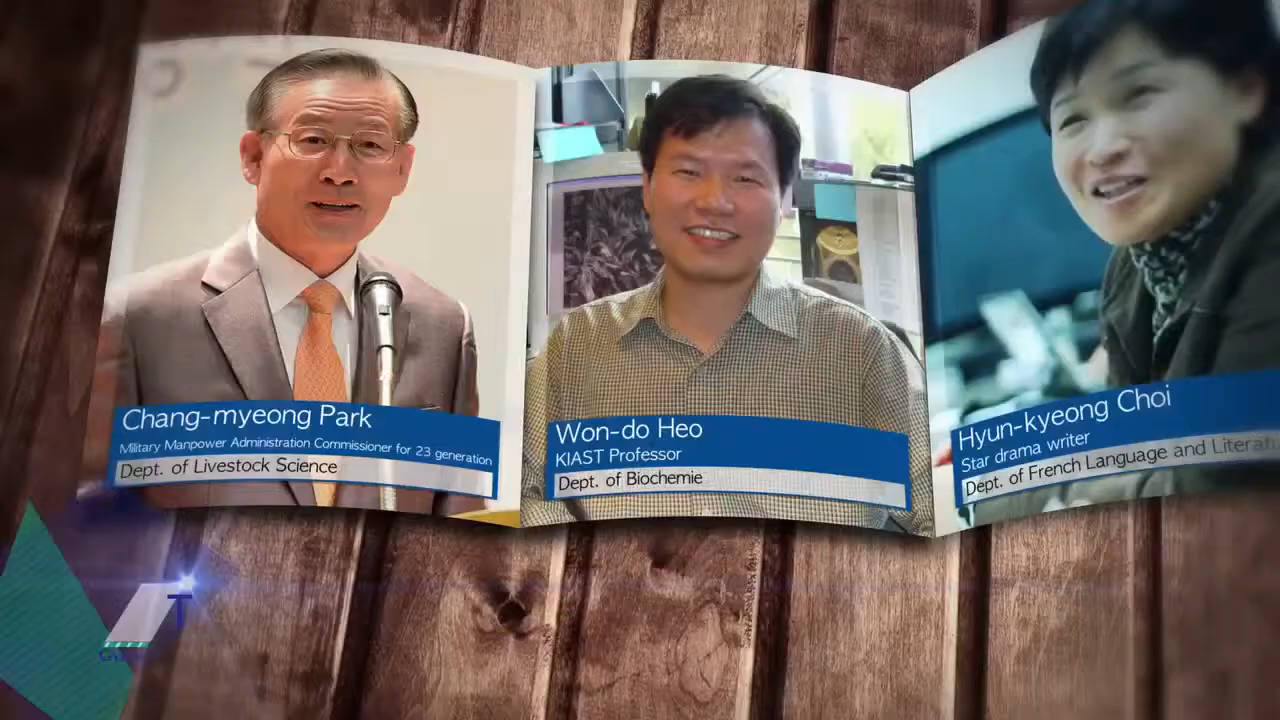 Chang-myeong Park
Military Manpower Administration Commissioner for 23 generation
Dept. of Livestock Science
Won-do Heo
KIAST Professor
Dept. of Biochemie
Hyun-kyeong Choi
Star drama writer
Dept. of French Language and
T